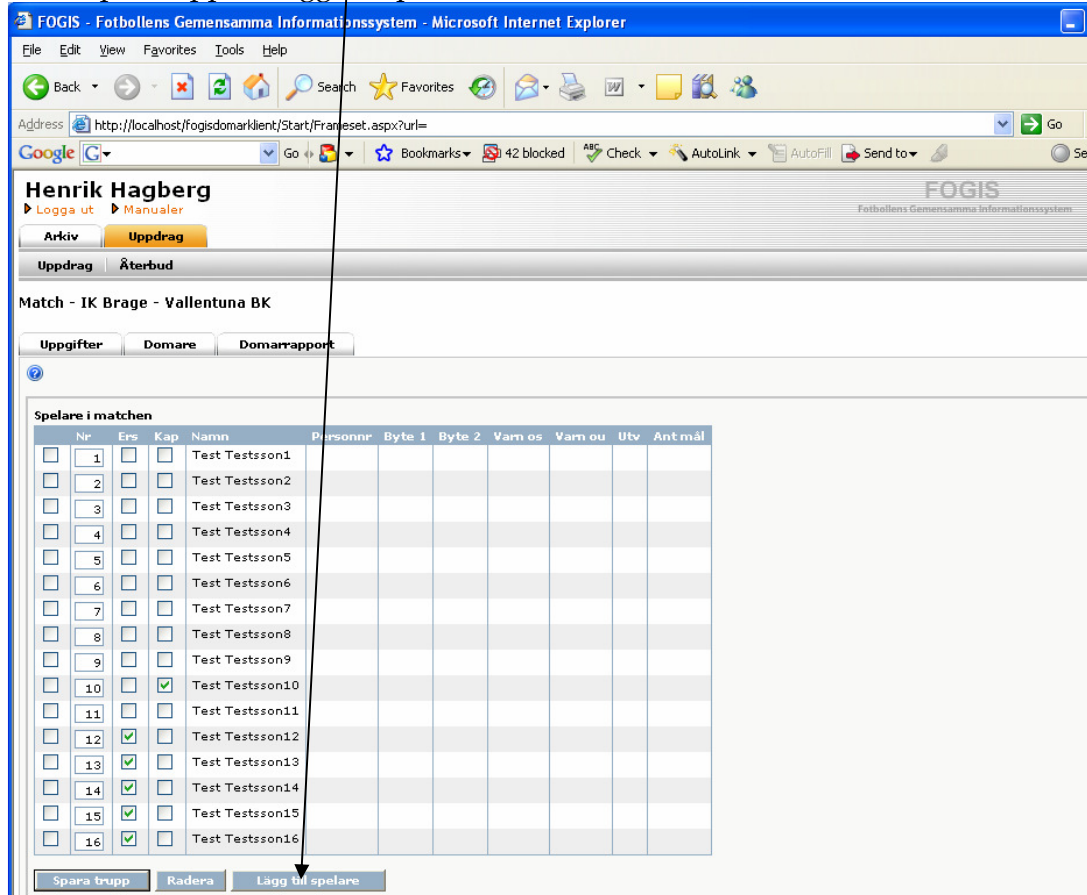 FOGIS - Fotbollens Gemensamma Informationssystem - Microsoft Internet Explorer
File Edit View Favorites Tools Help
Back Search Favorites
Address http://localhost/fogisdomarklient/Start/Frameset.aspx?url= Go
Google G Go Bookmarks 42 blocked ABC Check AutoLink AutoFill Send to Se
Henrik Hagberg
Logga ut Manualer
FOGIS
Fotbollens Gemensamma Informationssystem
Arkiv Uppdrag
Uppdrag Återbud
Match - IK Brage - Vallentuna BK
Uppgifter Domare Domarrapport
Spelare i matchen
Nr Ers Kap Namn Personnr Byte 1 Byte 2 Varn os Varn ou Utv Ant mål
1 Test Testsson1
2 Test Testsson2
3 Test Testsson3
4 Test Testsson4
5 Test Testsson5
6 Test Testsson6
7 Test Testsson7
8 Test Testsson8
9 Test Testsson9
10 Test Testsson10
11 Test Testsson11
12 Test Testsson12
13 Test Testsson13
14 Test Testsson14
15 Test Testsson15
16 Test Testsson16
Spara trupp Radera Lägg till spelare